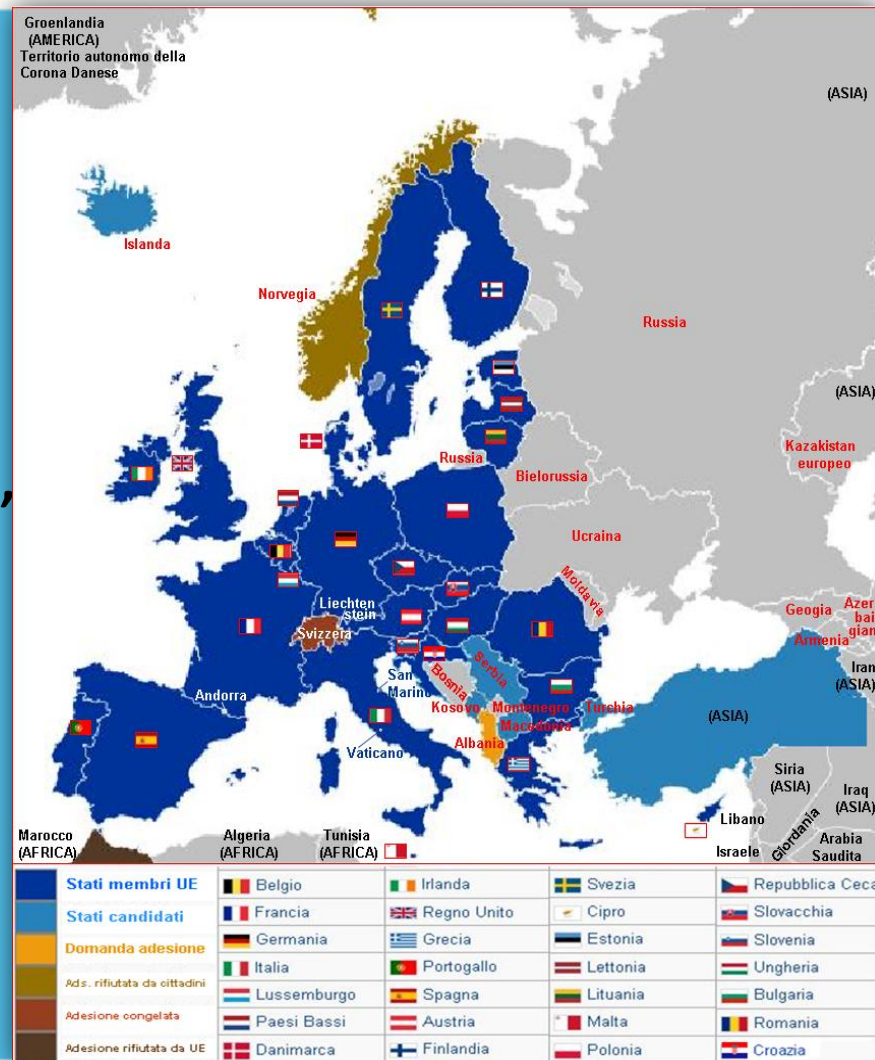 Groenlandia
(AMERICA)
Territorio autonomo della
Corona Danese
(ASIA)
Islanda
Norvegia
Russia
(ASIA)
Kazakistan
europeo
Russia
Bielorussia
,
Ucraina
Moldavia
Liechten
stein
Svizzera
Geogia
Azer
bai
gian
Armenia
Iran
(ASIA)
San
Marino
Bosnia
Serbia
Andorra
Kosovo
Montenegro
Macedonia
Turchia
(ASIA)
Vaticano
Albania
Siria
(ASIA)
Iraq
(ASIA)
Libano
Giordania
Israele
Arabia
Saudita
Marocco
(AFRICA)
Algeria
(AFRICA)
Tunisia
(AFRICA)
Stati membri UE
Stati candidati
Domanda adesione
Ads. rifiutata da cittadini
Adesione congelata
Adesione rifiutata da UE
Belgio
Francia
Germania
Italia
Lussemburgo
Paesi Bassi
Danimarca
Irlanda
Regno Unito
Grecia
Portogallo
Spagna
Austria
Finlandia
Svezia
Cipro
Estonia
Lettonia
Lituania
Malta
Polonia
Repubblica Ceca
Slovacchia
Slovenia
Ungheria
Bulgaria
Romania
Croazia